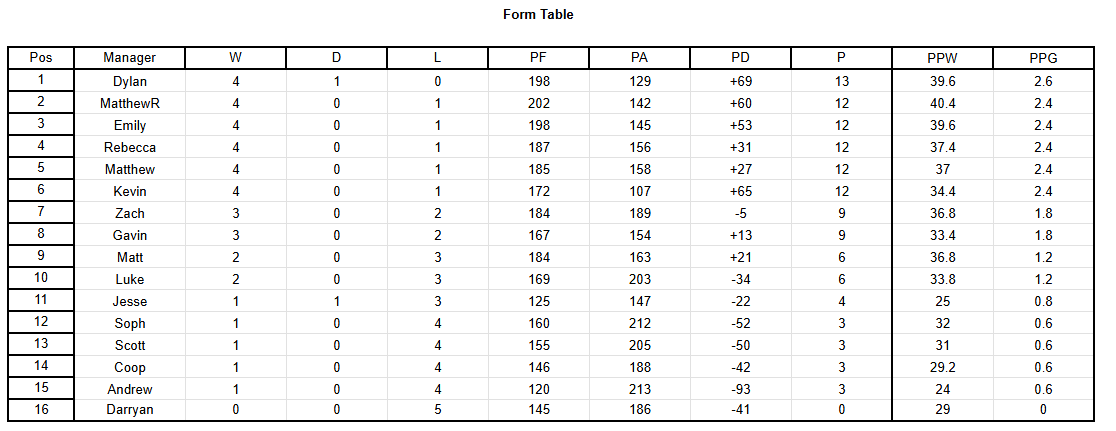 Form Table
Pos Manager W D L PF PA PD P PPW PPG
1 Dylan 4 1 0 198 129 +69 13 39.6 2.6
2 MatthewR 4 0 1 202 142 +60 12 40.4 2.4
3 Emily 4 0 1 198 145 +53 12 39.6 2.4
4 Rebecca 4 0 1 187 156 +31 12 37.4 2.4
5 Matthew 4 0 1 185 158 +27 12 37 2.4
6 Kevin 4 0 1 172 107 +65 12 34.4 2.4
7 Zach 3 0 2 184 189 -5 9 36.8 1.8
8 Gavin 3 0 2 167 154 +13 9 33.4 1.8
9 Matt 2 0 3 184 163 +21 6 36.8 1.2
10 Luke 2 0 3 169 203 -34 6 33.8 1.2
11 Jesse 1 1 3 125 147 -22 4 25 0.8
12 Soph 1 0 4 160 212 -52 3 32 0.6
13 Scott 1 0 4 155 205 -50 3 31 0.6
14 Coop 1 0 4 146 188 -42 3 29.2 0.6
15 Andrew 1 0 4 120 213 -93 3 24 0.6
16 Darryan 0 0 5 145 186 -41 0 29 0